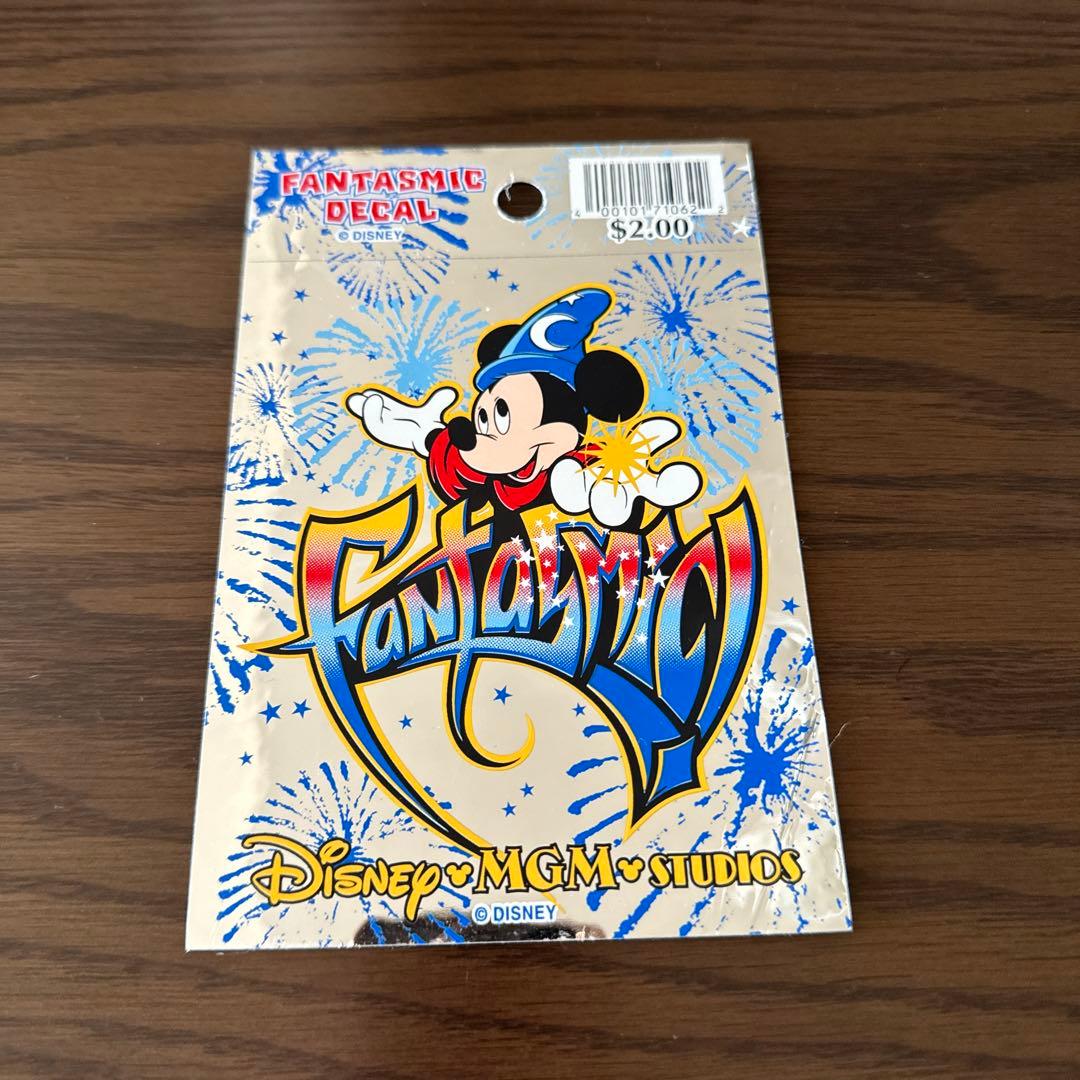 FANTASMIC
DECAL
© DISNEY
4 00101 71062 2
$2.00
Fantasmic!
Disney MGM STUDIOS
© DISNEY